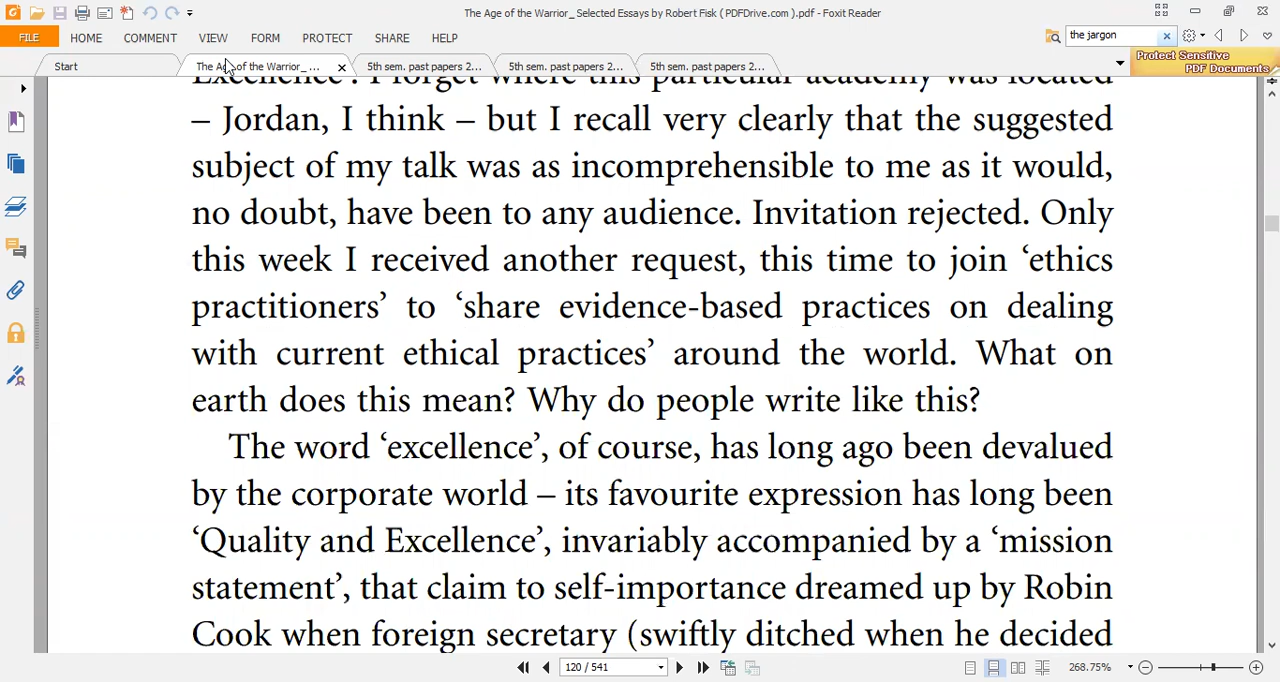 The Age of the Warrior_ Selected Essays by Robert Fisk ( PDFDrive.com ).pdf - Foxit Reader
FILE HOME COMMENT VIEW FORM PROTECT SHARE HELP the jargon
Start The Age of the Warrior_ ... 5th sem. past papers 2... 5th sem. past papers 2... 5th sem. past papers 2... Protect Sensitive
PDF Documents
Excellence’. I forget where this particular academy was located
– Jordan, I think – but I recall very clearly that the suggested
subject of my talk was as incomprehensible to me as it would,
no doubt, have been to any audience. Invitation rejected. Only
this week I received another request, this time to join ‘ethics
practitioners’ to ‘share evidence-based practices on dealing
with current ethical practices’ around the world. What on
earth does this mean? Why do people write like this?
The word ‘excellence’, of course, has long ago been devalued
by the corporate world – its favourite expression has long been
‘Quality and Excellence’, invariably accompanied by a ‘mission
statement’, that claim to self-importance dreamed up by Robin
Cook when foreign secretary (swiftly ditched when he decided
120 / 541 268.75%